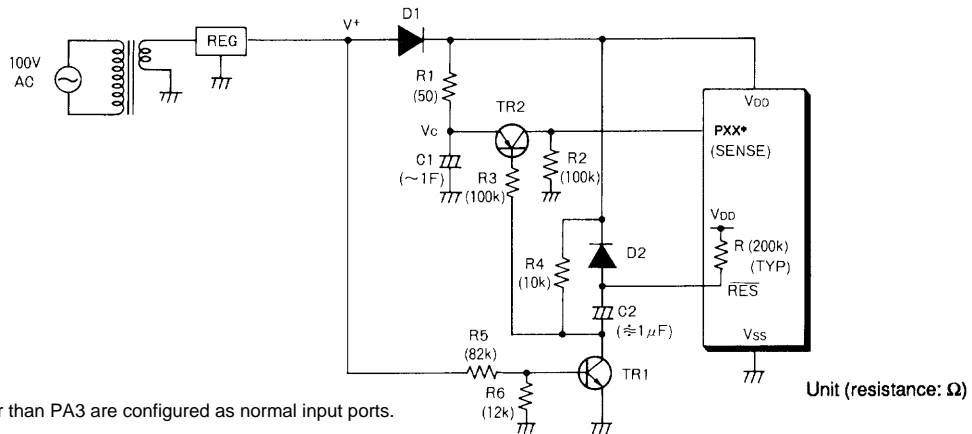 V+
D1
100V
AC
REG
R1
(50)
TR2
VDD
Vc
PXX*
(SENSE)
C1
(~1F)
R3
(100k)
R2
(100k)
VDD
R (200k)
(TYP)
R4
(10k)
D2
RES
C2
(≒1μF)
VSS
R5
(82k)
TR1
R6
(12k)
Unit (resistance: Ω)
than PA3 are configured as normal input ports.